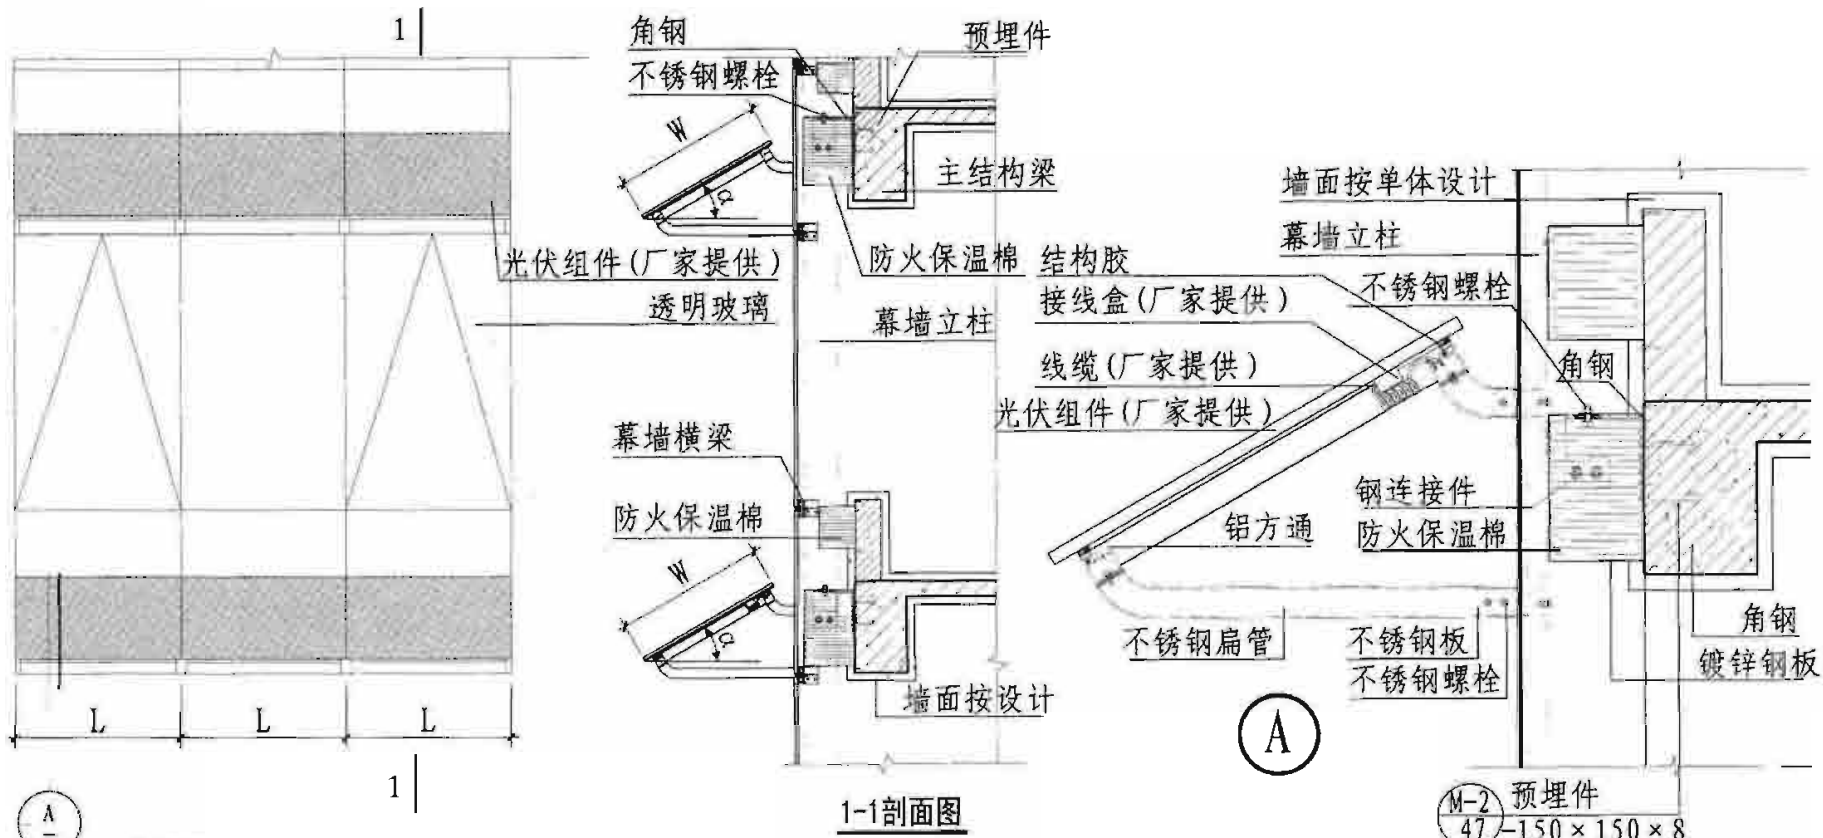 1
光伏组件(厂家提供)
透明玻璃
L
L
L
1
A
角钢
不锈钢螺栓
预埋件
W
α
主结构梁
防火保温棉
幕墙立柱
幕墙横梁
防火保温棉
W
α
墙面按设计
1-1剖面图
墙面按单体设计
幕墙立柱
结构胶
不锈钢螺栓
接线盒(厂家提供)
线缆(厂家提供)
角钢
光伏组件(厂家提供)
钢连接件
铝方通
防火保温棉
不锈钢扁管
不锈钢板
不锈钢螺栓
角钢
镀锌钢板
A
M-2
47
预埋件
-150×150×8